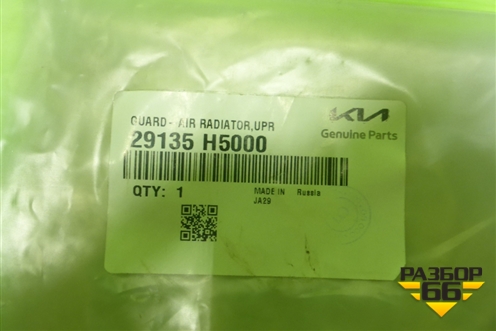 GUARD- AIR RADIATOR,UPR
29135 H5000
KIA
Genuine Parts
QTY: 1
MADE IN Russia
JA29
РАЗБОР
66